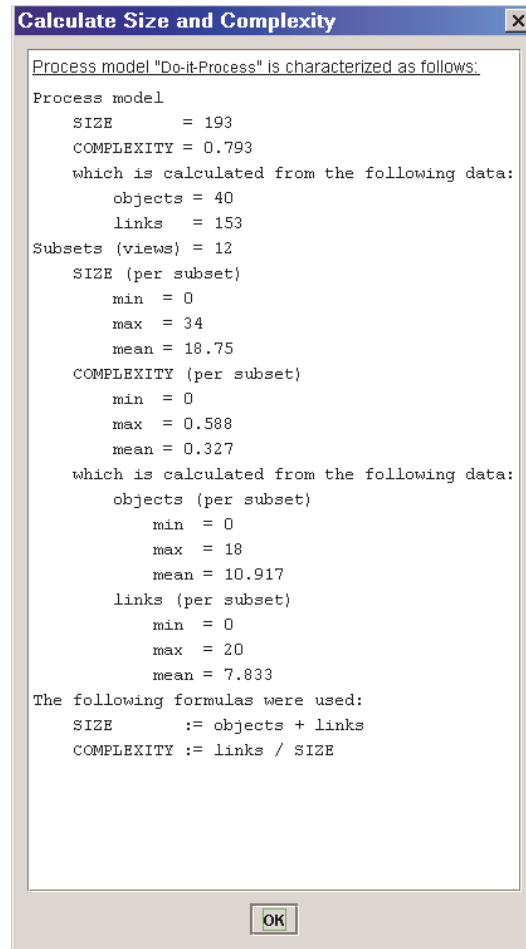 Calculate Size and Complexity
Process model "Do-it-Process" is characterized as follows:
Process model
SIZE = 193
COMPLEXITY = 0.793
which is calculated from the following data:
objects = 40
links = 153
Subsets (views) = 12
SIZE (per subset)
min = 0
max = 34
mean = 18.75
COMPLEXITY (per subset)
min = 0
max = 0.588
mean = 0.327
which is calculated from the following data:
objects (per subset)
min = 0
max = 18
mean = 10.917
links (per subset)
min = 0
max = 20
mean = 7.833
The following formulas were used:
SIZE := objects + links
COMPLEXITY := links / SIZE
OK